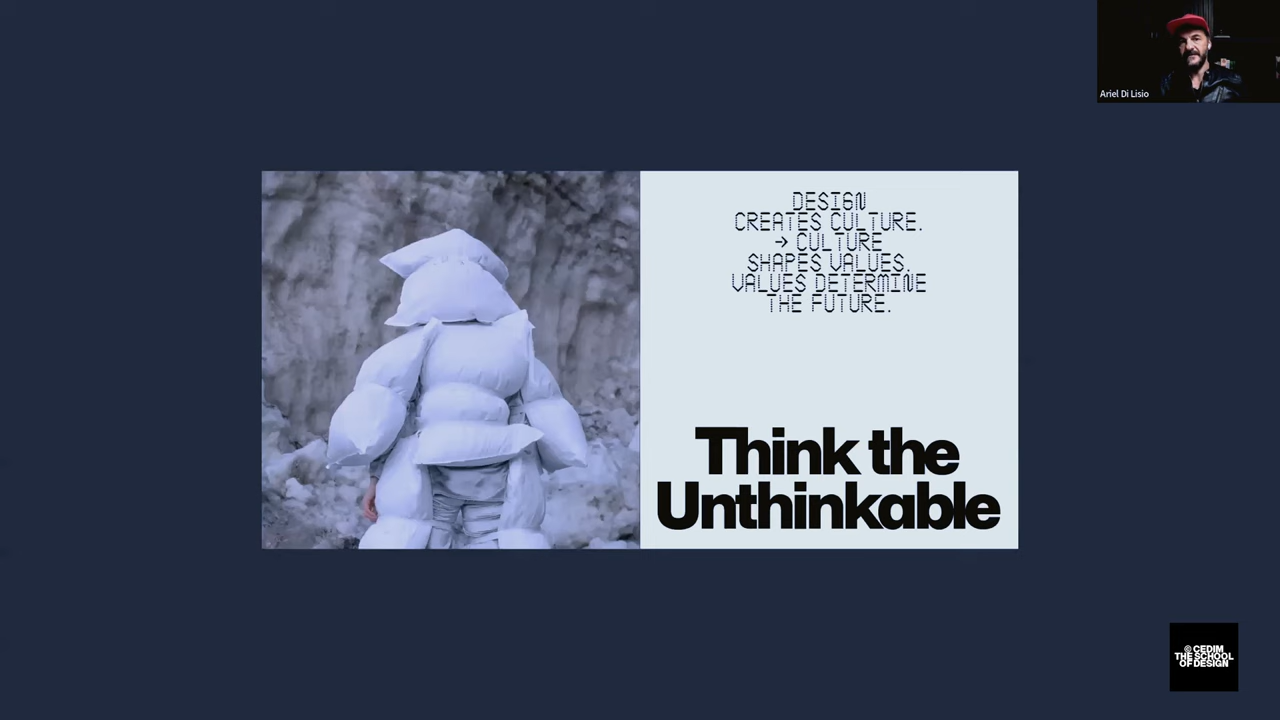 Ariel Di Lisio
DESIGN
CREATES CULTURE.
→ CULTURE
SHAPES VALUES.
VALUES DETERMINE
THE FUTURE.
Think the
Unthinkable
@ CEDIM
THE SCHOOL
OF DESIGN